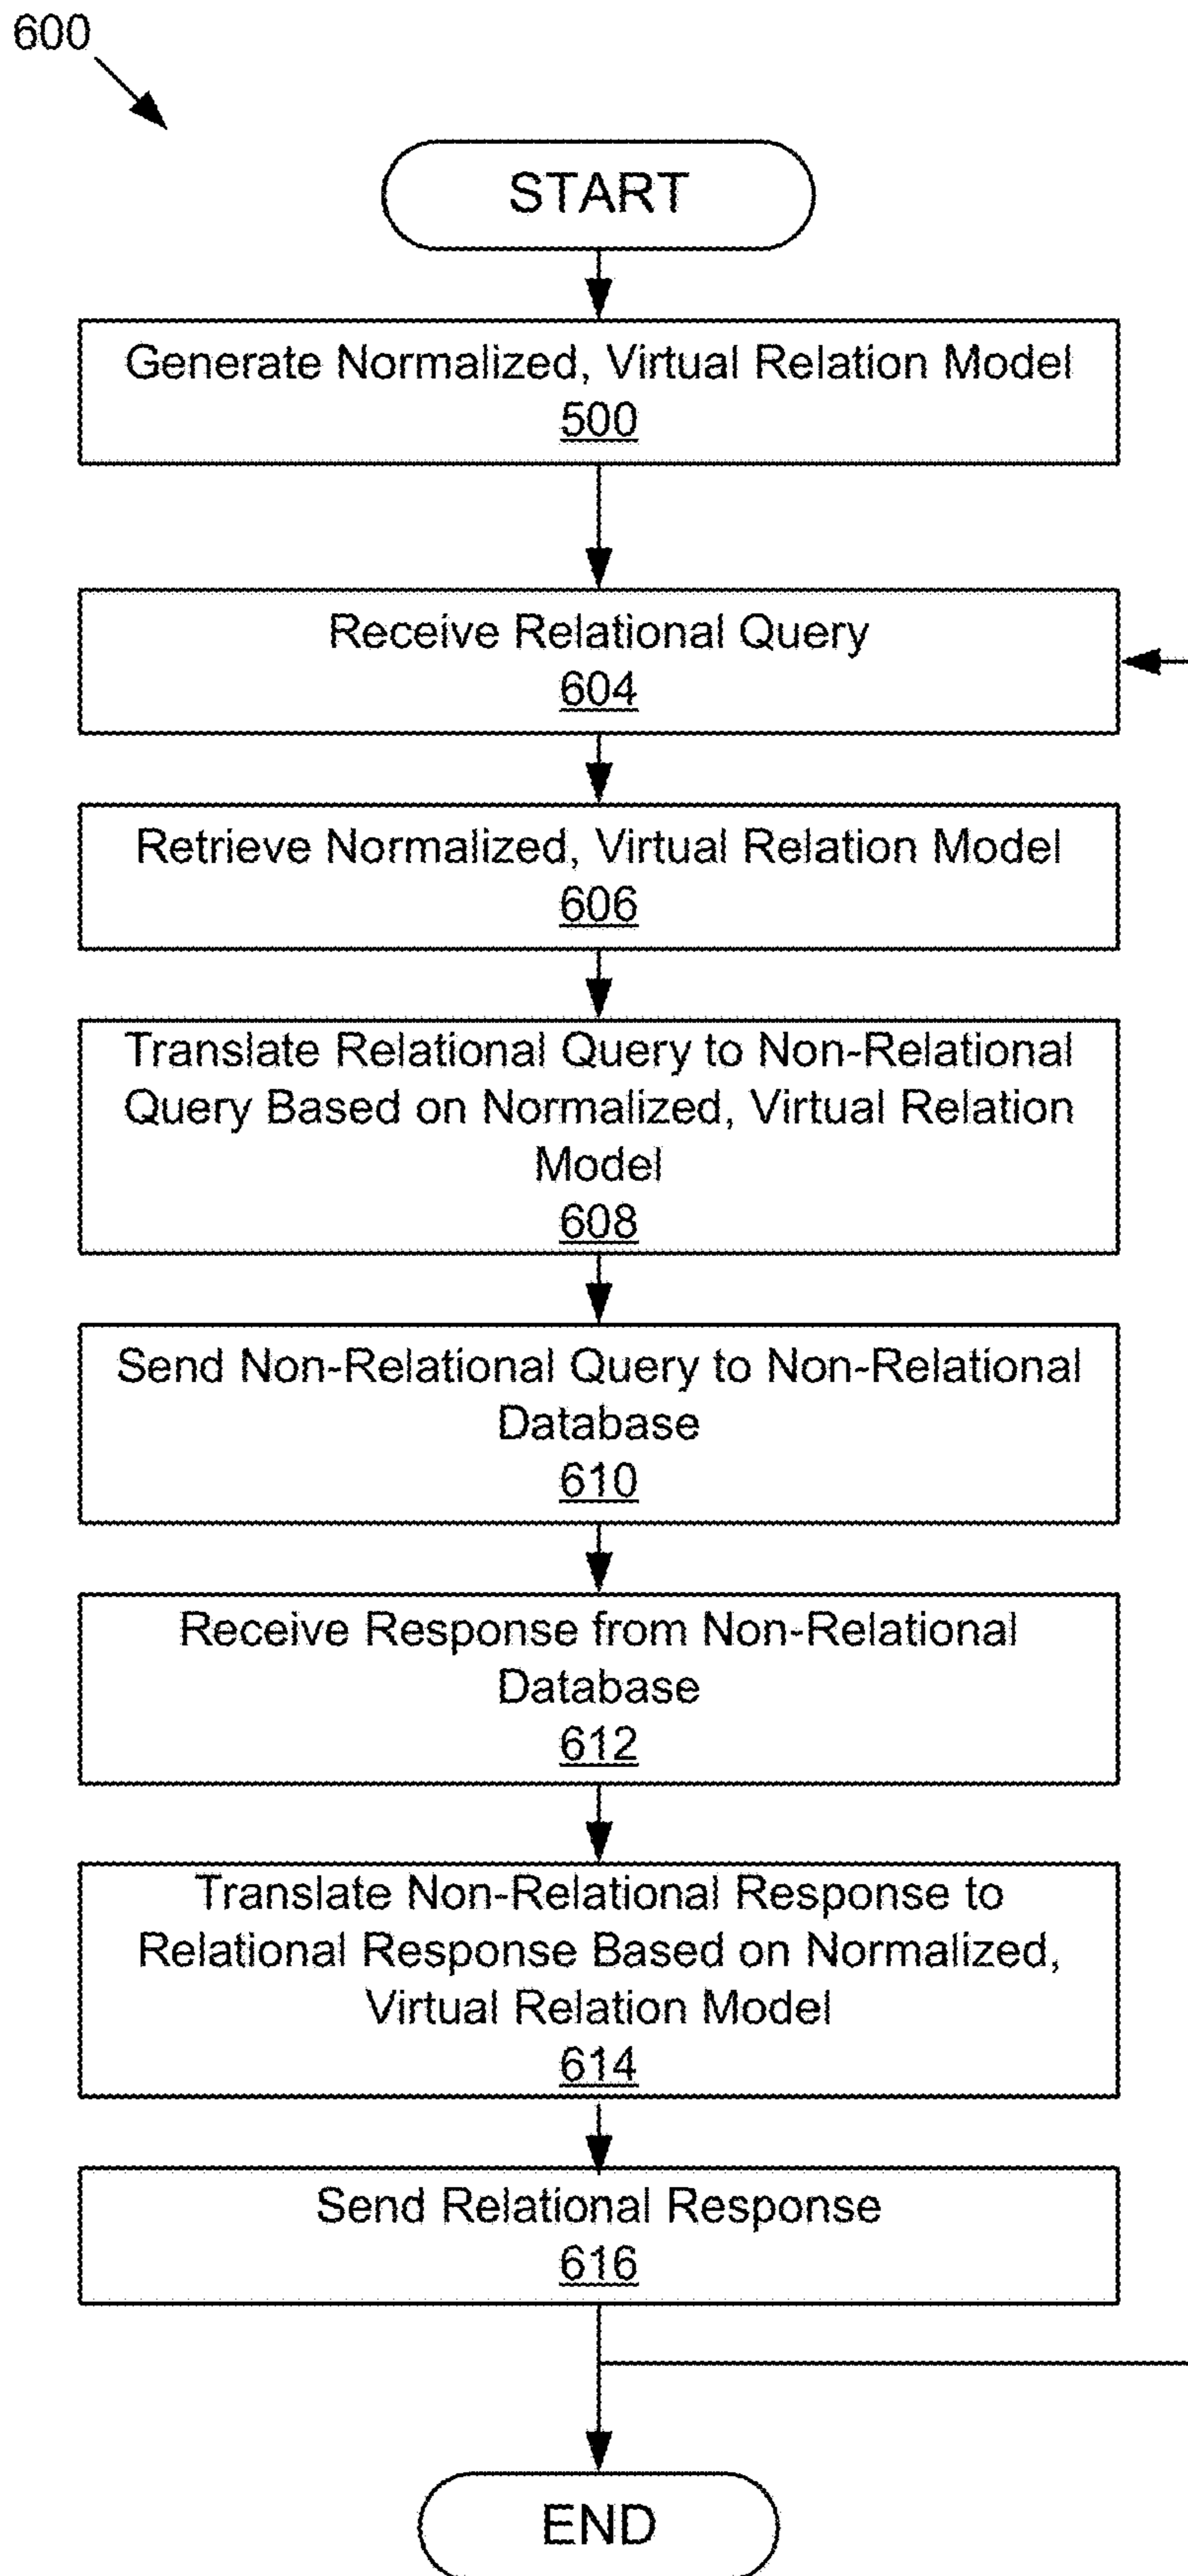 600
START
Generate Normalized, Virtual Relation Model
500
Receive Relational Query
604
Retrieve Normalized, Virtual Relation Model
606
Translate Relational Query to Non-Relational
Query Based on Normalized, Virtual Relation
Model
608
Send Non-Relational Query to Non-Relational
Database
610
Receive Response from Non-Relational
Database
612
Translate Non-Relational Response to
Relational Response Based on Normalized,
Virtual Relation Model
614
Send Relational Response
616
END